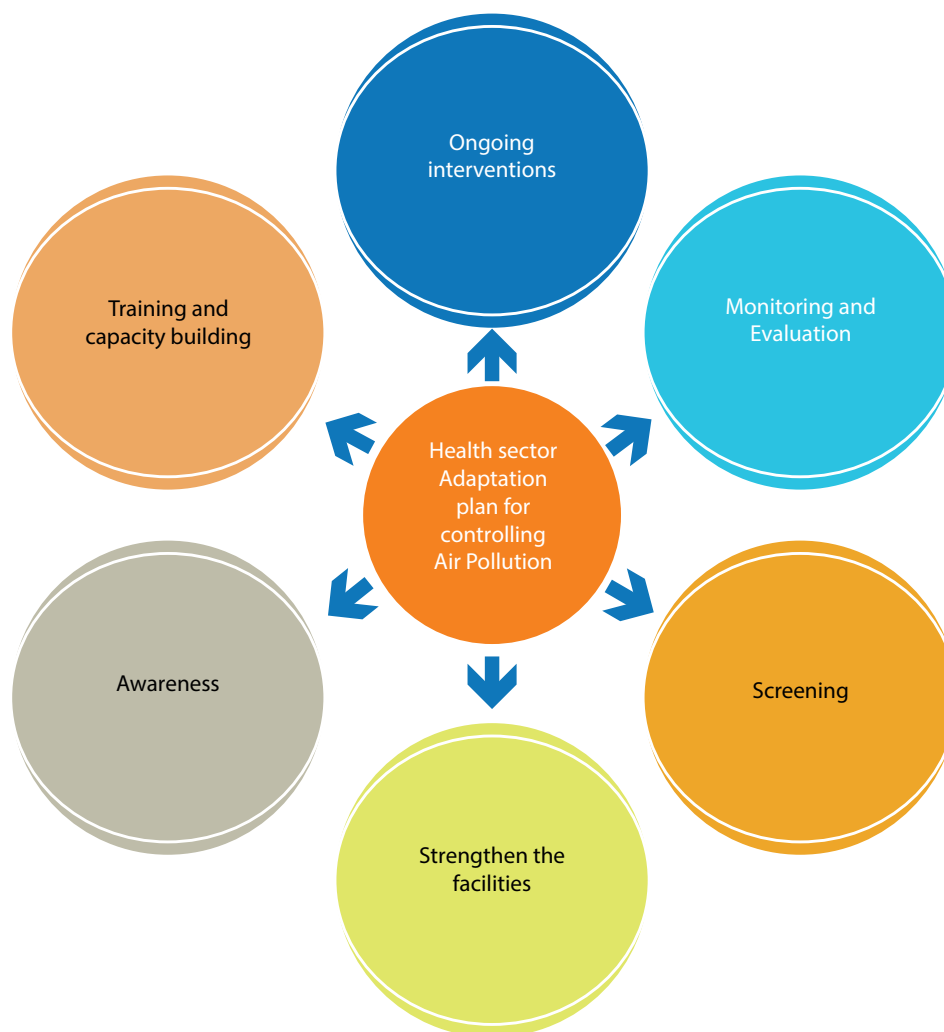 Ongoing
interventions
Training and
capacity building
Monitoring and
Evaluation
Health sector
Adaptation
plan for
controlling
Air Pollution
Awareness
Screening
Strengthen the
facilities